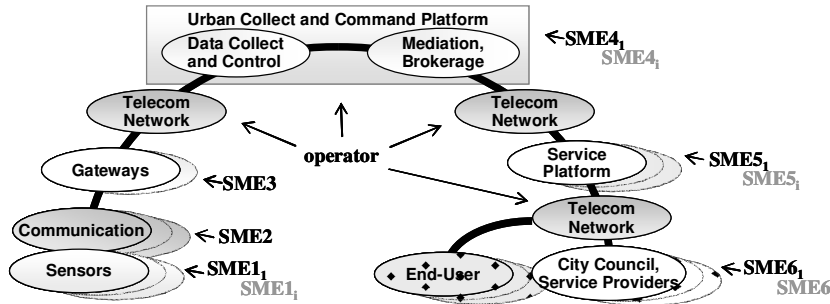 Urban Collect and Command Platform
Data Collect
and Control
Mediation,
Brokerage
SME4₁
SME4ᵢ
Telecom
Network
Telecom
Network
operator
Gateways
SME3
Service
Platform
SME5₁
SME5ᵢ
Communication
SME2
Telecom
Network
Sensors
SME1₁
SME1ᵢ
End-User
City Council,
Service Providers
SME6₁
SME6